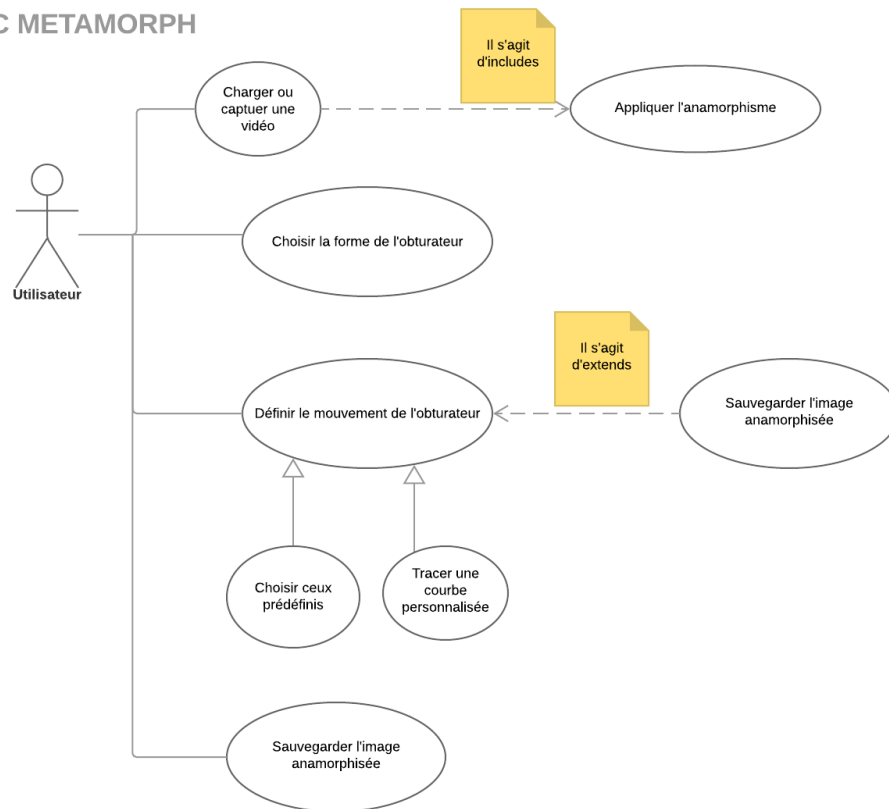 C METAMORPH
Il s'agit
d'includes
Charger ou
captuer une
vidéo
Appliquer l'anamorphisme
Choisir la forme de l'obturateur
Utilisateur
Il s'agit
d'extends
Définir le mouvement de l'obturateur
Sauvegarder l'image
anamorphisée
Choisir ceux
prédéfinis
Tracer une
courbe
personnalisée
Sauvegarder l'image
anamorphisée